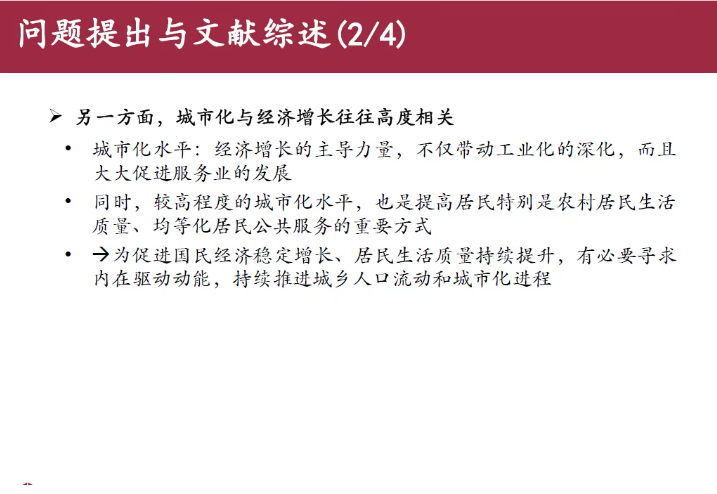 问题提出与文献综述(2/4)
➢ 另一方面，城市化与经济增长往往高度相关
• 城市化水平：经济增长的主导力量，不仅带动工业化的深化，而且
大大促进服务业的发展
• 同时，较高程度的城市化水平，也是提高居民特别是农村居民生活
质量、均等化居民公共服务的重要方式
• →为促进国民经济稳定增长、居民生活质量持续提升，有必要寻求
内在驱动动能，持续推进城乡人口流动和城市化进程